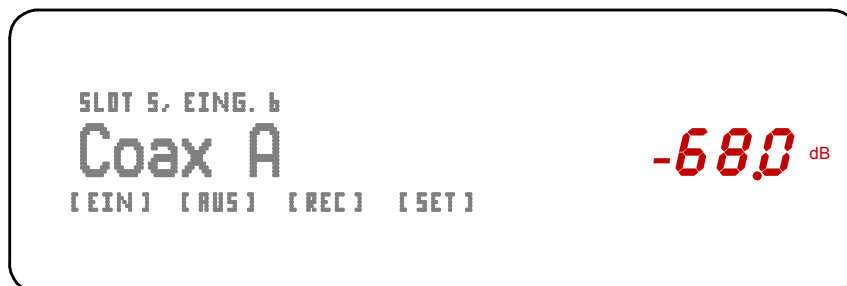 SLOT 5, EING. 6
Coax A
-68.0 dB
[EIN] [AUS] [REC] [SET]